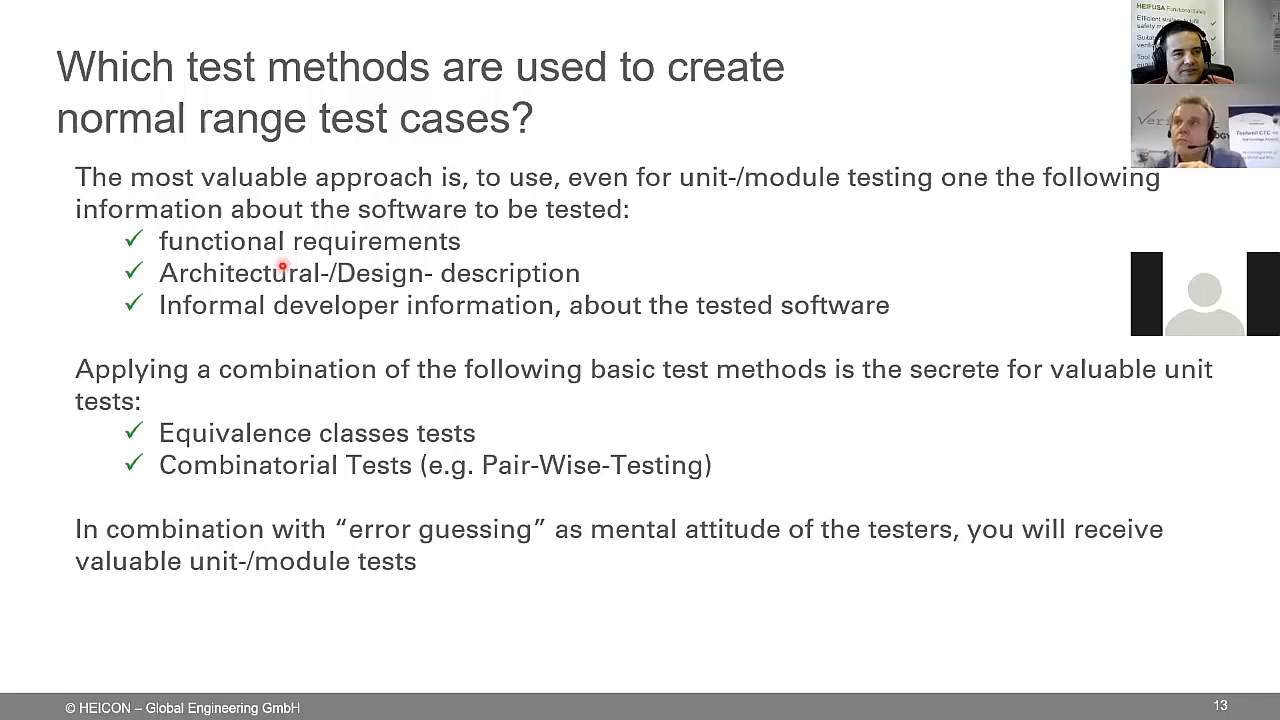 Which test methods are used to create
normal range test cases?
The most valuable approach is, to use, even for unit-/module testing one the following
information about the software to be tested:
✓ functional requirements
✓ Architectural-/Design- description
✓ Informal developer information, about the tested software
Applying a combination of the following basic test methods is the secrete for valuable unit
tests:
✓ Equivalence classes tests
✓ Combinatorial Tests (e.g. Pair-Wise-Testing)
In combination with “error guessing” as mental attitude of the testers, you will receive
valuable unit-/module tests
© HEICON – Global Engineering GmbH
13
HEIFUSA Functional Safety
Efficient